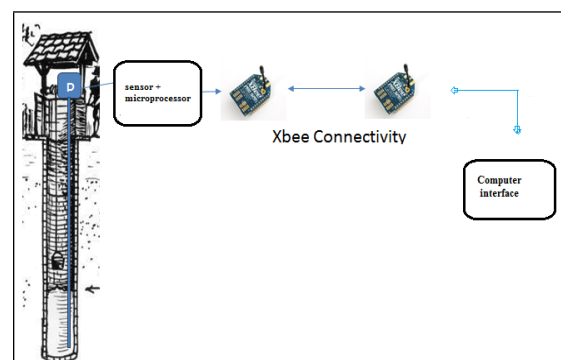 D
sensor +
microprocessor
Xbee Connectivity
Computer
interface